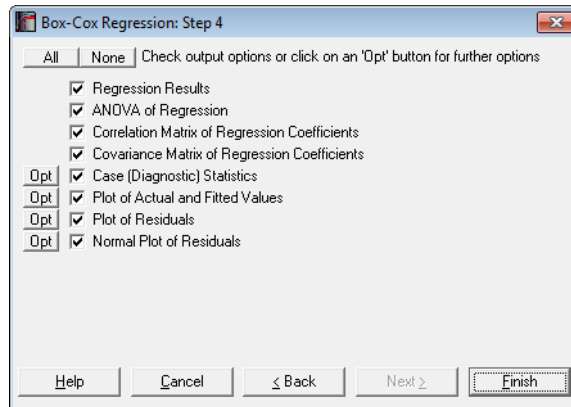 Box-Cox Regression: Step 4
All None Check output options or click on an 'Opt' button for further options
Regression Results
ANOVA of Regression
Correlation Matrix of Regression Coefficients
Covariance Matrix of Regression Coefficients
Opt Case (Diagnostic) Statistics
Opt Plot of Actual and Fitted Values
Opt Plot of Residuals
Opt Normal Plot of Residuals
Help Cancel < Back Next > Finish